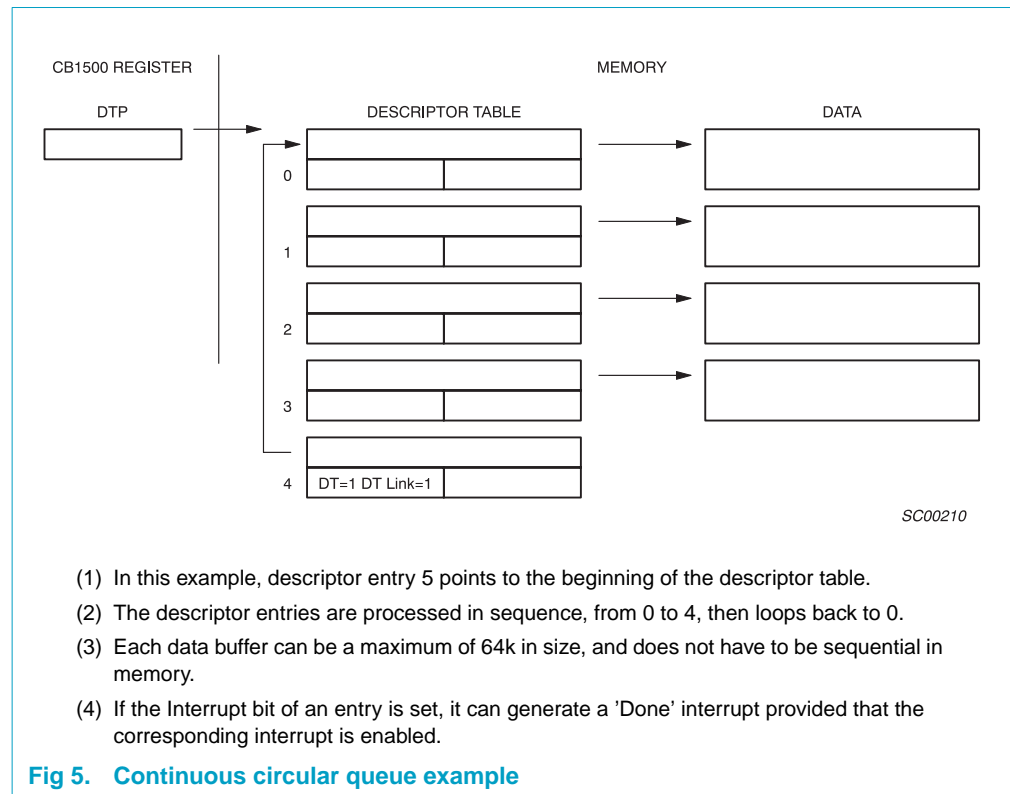 CB1500 REGISTER
MEMORY
DTP
DESCRIPTOR TABLE
DATA
0
1
2
3
4 DT=1 DT Link=1
SC00210
(1) In this example, descriptor entry 5 points to the beginning of the descriptor table.
(2) The descriptor entries are processed in sequence, from 0 to 4, then loops back to 0.
(3) Each data buffer can be a maximum of 64k in size, and does not have to be sequential in
memory.
(4) If the Interrupt bit of an entry is set, it can generate a 'Done' interrupt provided that the
corresponding interrupt is enabled.
Fig 5. Continuous circular queue example